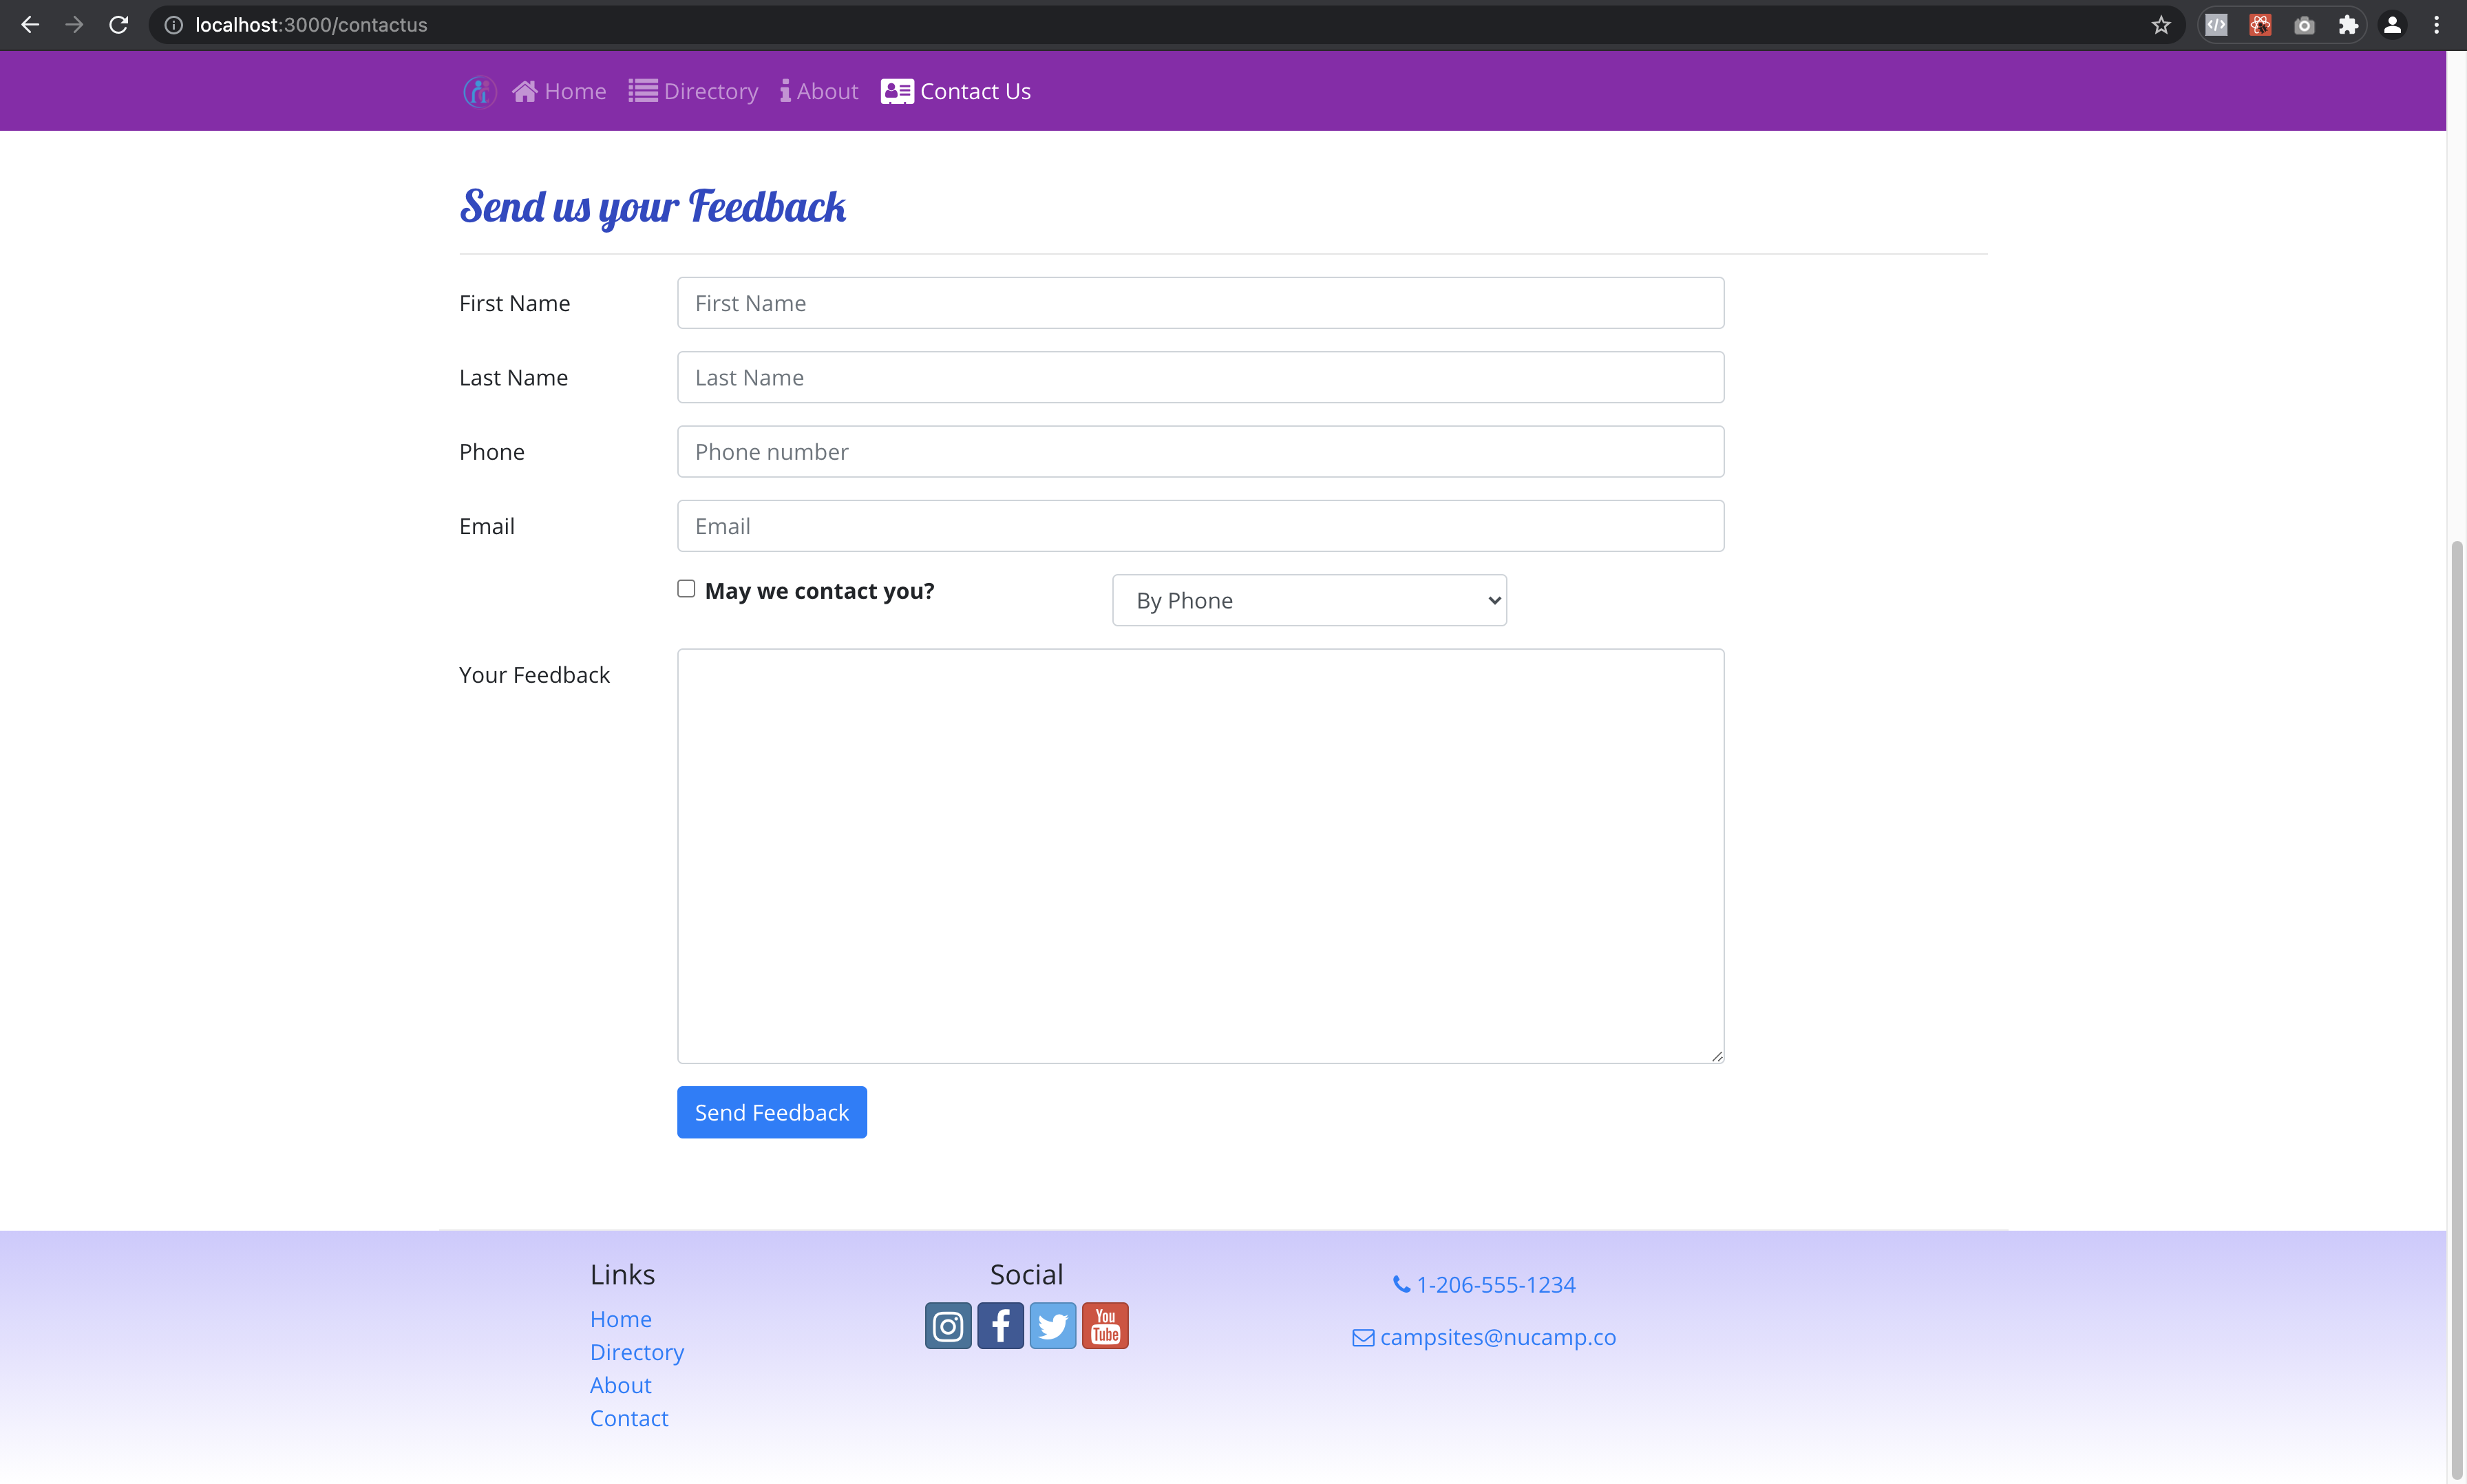 localhost:3000/contactus
Home Directory About Contact Us
Send us your Feedback
First Name First Name
Last Name Last Name
Phone Phone number
Email Email
May we contact you? By Phone
Your Feedback
Send Feedback
Links
Home
Directory
About
Contact
Social
You
Tube
1-206-555-1234
campsites@nucamp.co